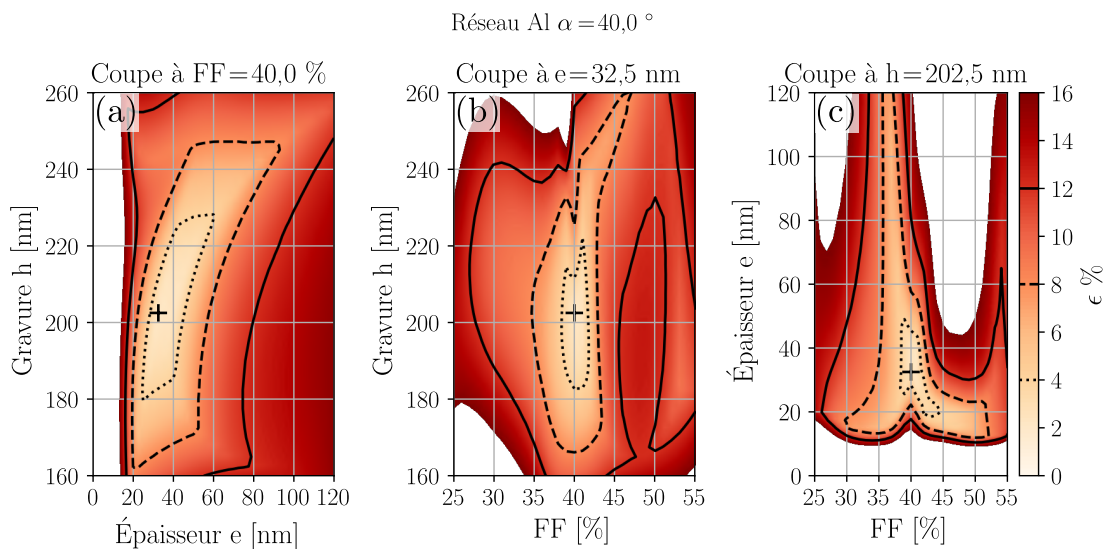 Réseau Al α = 40,0 °
Coupe à FF = 40,0 %
Coupe à e = 32,5 nm
Coupe à h = 202,5 nm
(a)
260
240
220
200
180
160
Gravure h [nm]
0 20 40 60 80 100 120
Épaisseur e [nm]
(b)
260
240
220
200
180
160
Gravure h [nm]
25 30 35 40 45 50 55
FF [%]
(c)
120
100
80
60
40
20
0
Épaisseur e [nm]
25 30 35 40 45 50 55
FF [%]
16
14
12
10
8
6
4
2
0
ϵ %